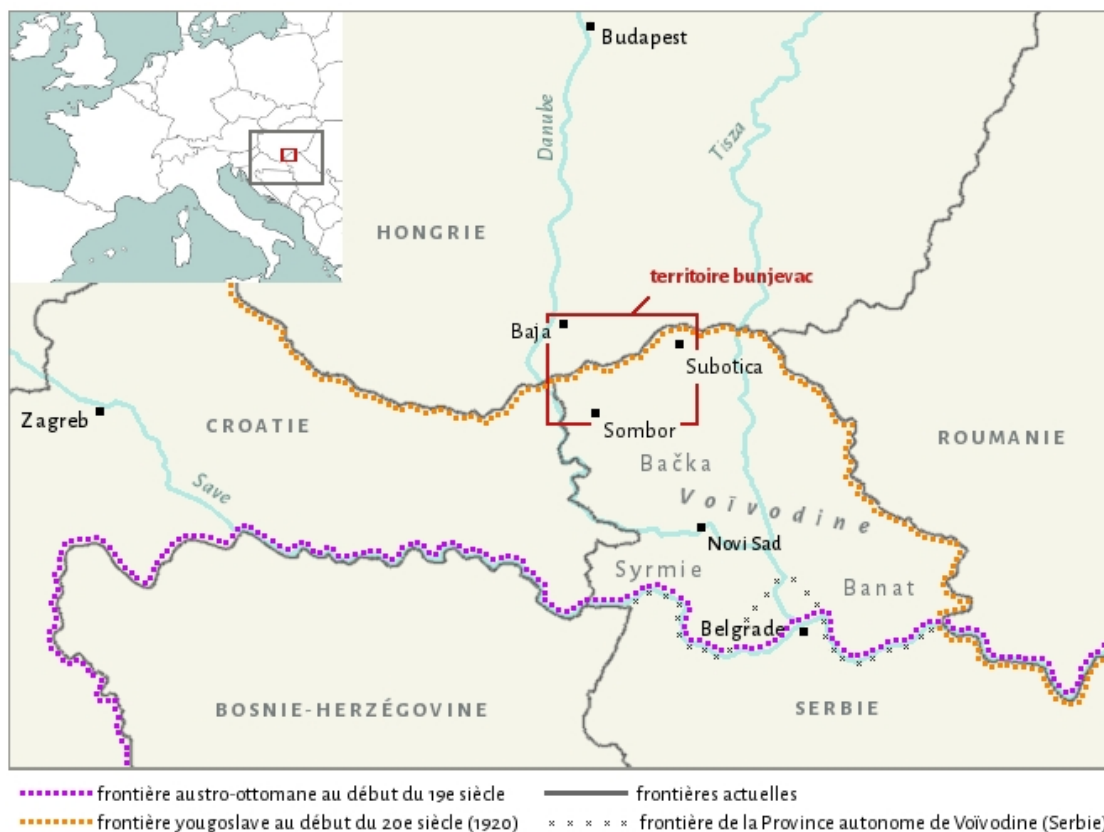 Budapest
Danube
Tisza
HONGRIE
territoire bunjevac
Baja
Subotica
Zagreb
CROATIE
Sombor
ROUMANIE
Bačka
Save
Voïvodine
Novi Sad
Syrmie
Banat
Belgrade
BOSNIE-HERZÉGOVINE
SERBIE
frontière austro-ottomane au début du 19e siècle
frontières actuelles
frontière yougoslave au début du 20e siècle (1920)
frontière de la Province autonome de Voïvodine (Serbie)